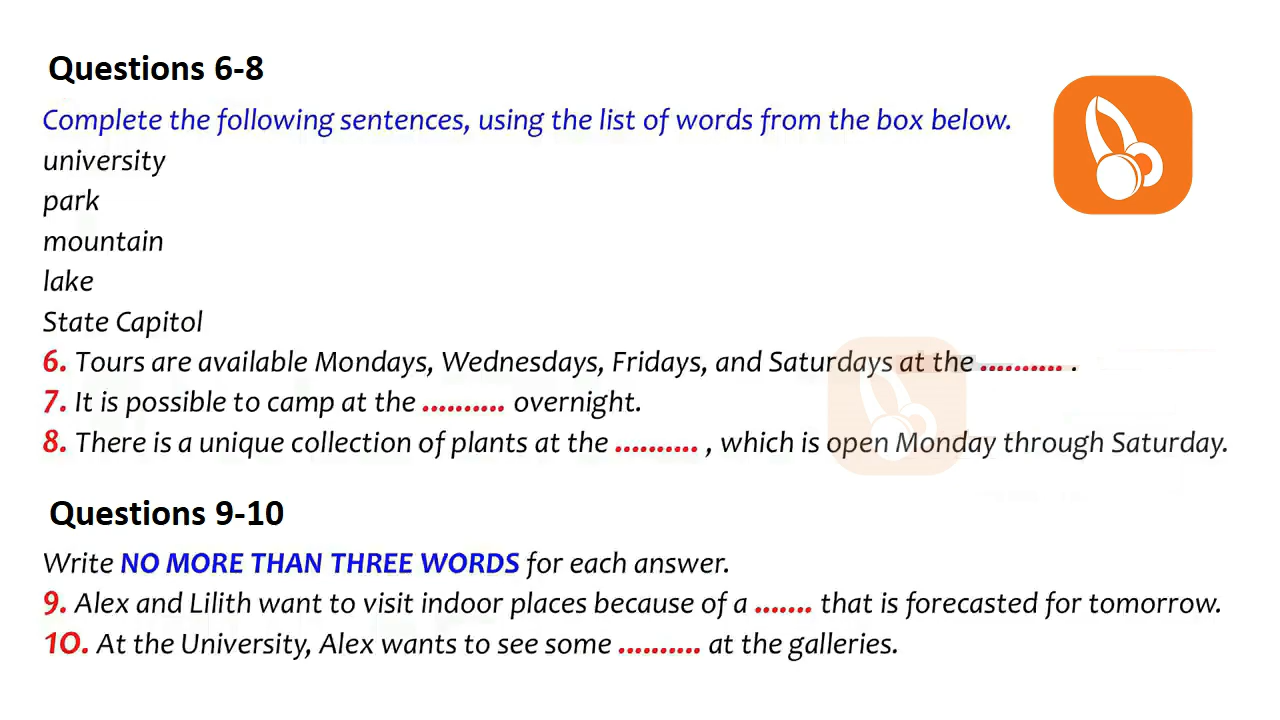 Questions 6-8
Complete the following sentences, using the list of words from the box below.
university
park
mountain
lake
State Capitol
6. Tours are available Mondays, Wednesdays, Fridays, and Saturdays at the .......... .
7. It is possible to camp at the .......... overnight.
8. There is a unique collection of plants at the .......... , which is open Monday through Saturday.
Questions 9-10
Write NO MORE THAN THREE WORDS for each answer.
9. Alex and Lilith want to visit indoor places because of a ....... that is forecasted for tomorrow.
10. At the University, Alex wants to see some .......... at the galleries.